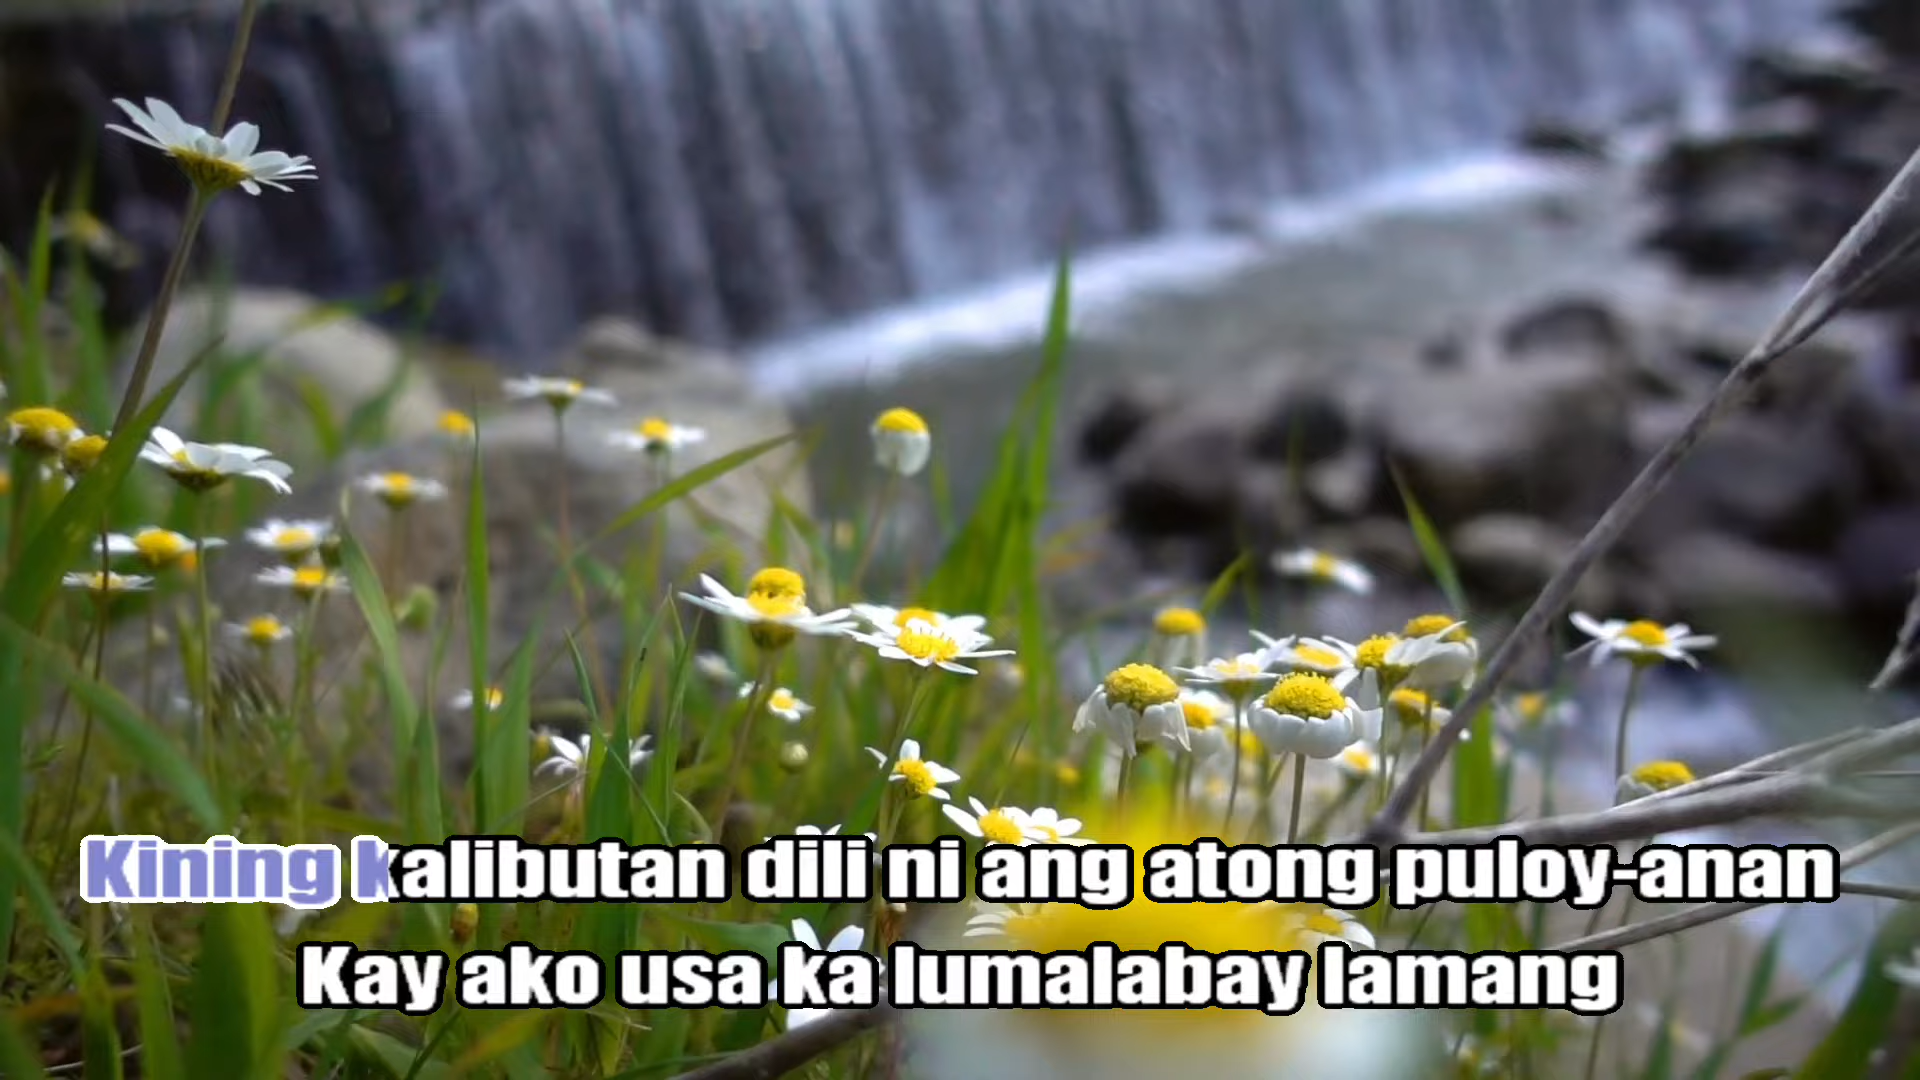 Kining kalibutan dili ni ang atong puloy-anan
Kay ako usa ka lumalabay lamang